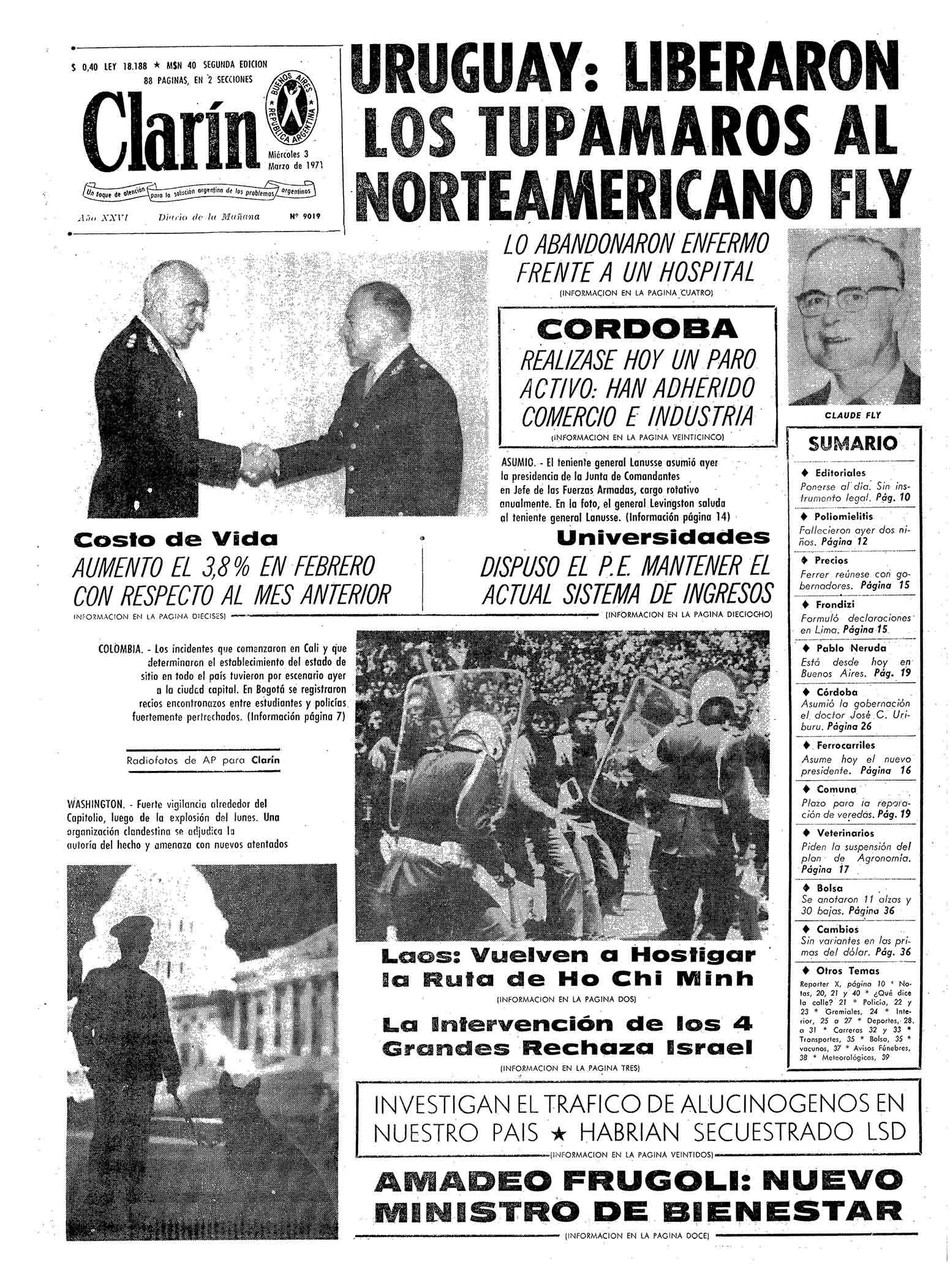 $ 0,40 LEY 18.188 ★ M$N 40 SEGUNDA EDICION
88 PAGINAS, EN 2 SECCIONES
Clarín
BUENOS AIRES
REPUBLICA ARGENTINA
Miércoles 3
Marzo de 1971
Un toque de atención para la solución argentina de los problemas argentinos
Año XXVI Diario de la Mañana Nº 9019
URUGUAY: LIBERARON
LOS TUPAMAROS AL
NORTEAMERICANO FLY
LO ABANDONARON ENFERMO
FRENTE A UN HOSPITAL
(INFORMACION EN LA PAGINA CUATRO)
CORDOBA
REALIZASE HOY UN PARO
ACTIVO: HAN ADHERIDO
COMERCIO E INDUSTRIA
(INFORMACION EN LA PAGINA VEINTICINCO)
CLAUDE FLY
ASUMIO. - El teniente general Lanusse asumió ayer
la presidencia de la Junta de Comandantes
en Jefe de las Fuerzas Armadas, cargo rotativo
anualmente. En la foto, el general Levingston saluda
al teniente general Lanusse. (Información página 14)
Costo de Vida
AUMENTO EL 3,8% EN FEBRERO
CON RESPECTO AL MES ANTERIOR
INFORMACION EN LA PAGINA DIECISEIS)
Universidades
DISPUSO EL P.E. MANTENER EL
ACTUAL SISTEMA DE INGRESOS
(INFORMACION EN LA PAGINA DIECIOCHO)
COLOMBIA. - Los incidentes que comenzaron en Cali y que
determinaron el establecimiento del estado de
sitio en todo el país tuvieron por escenario ayer
a la ciudad capital. En Bogotá se registraron
recios encontronazos entre estudiantes y policías
fuertemente pertrechados. (Información página 7)
Radiofotos de AP para Clarín
WASHINGTON. - Fuerte vigilancia alrededor del
Capitolio, luego de la explosión del lunes. Una
organización clandestina se adjudica la
autoría del hecho y amenaza con nuevos atentados
Laos: Vuelven a Hostigar
la Ruta de Ho Chi Minh
(INFORMACION EN LA PAGINA DOS)
La Intervención de los 4
Grandes Rechaza Israel
(INFORMACION EN LA PAGINA TRES)
INVESTIGAN EL TRAFICO DE ALUCINOGENOS EN
NUESTRO PAIS ★ HABRIAN SECUESTRADO LSD
(INFORMACION EN LA PAGINA VEINTIDOS)
AMADEO FRUGOLI: NUEVO
MINISTRO DE BIENESTAR
(INFORMACION EN LA PAGINA DOCE)
SUMARIO
♦ Editoriales
Ponerse al día. Sin ins-
trumento legal. Pág. 10
♦ Poliomielitis
Fallecieron ayer dos ni-
ños. Página 12
♦ Precios
Ferrer reúnese con go-
bernadores. Página 15
♦ Frondizi
Formuló declaraciones
en Lima. Página 15
♦ Pablo Neruda
Está desde hoy en
Buenos Aires. Pág. 19
♦ Córdoba
Asumió la gobernación
el doctor José C. Uri-
buru. Página 26
♦ Ferrocarriles
Asume hoy el nuevo
presidente. Página 16
♦ Comuna
Plazo para la repara-
ción de veredas. Pág. 19
♦ Veterinarios
Piden la suspensión del
plan de Agronomía.
Página 17
♦ Bolsa
Se anotaron 11 alzas y
30 bajas. Página 36
♦ Cambios
Sin variantes en las pri-
mas del dólar. Pág. 36
♦ Otros Temas
Reporter X, página 10 * No-
tas, 20, 21 y 40 * ¿Qué dice
la calle? 21 * Policía, 22 y
23 * Gremiales, 24 * Inte-
rior, 25 a 27 * Deportes, 28
a 31 * Carreras 32 y 33 *
Transportes, 35 * Bolsa, 35 *
vacunos, 37 * Avisos Fúnebres,
38 * Meteorológicas, 39